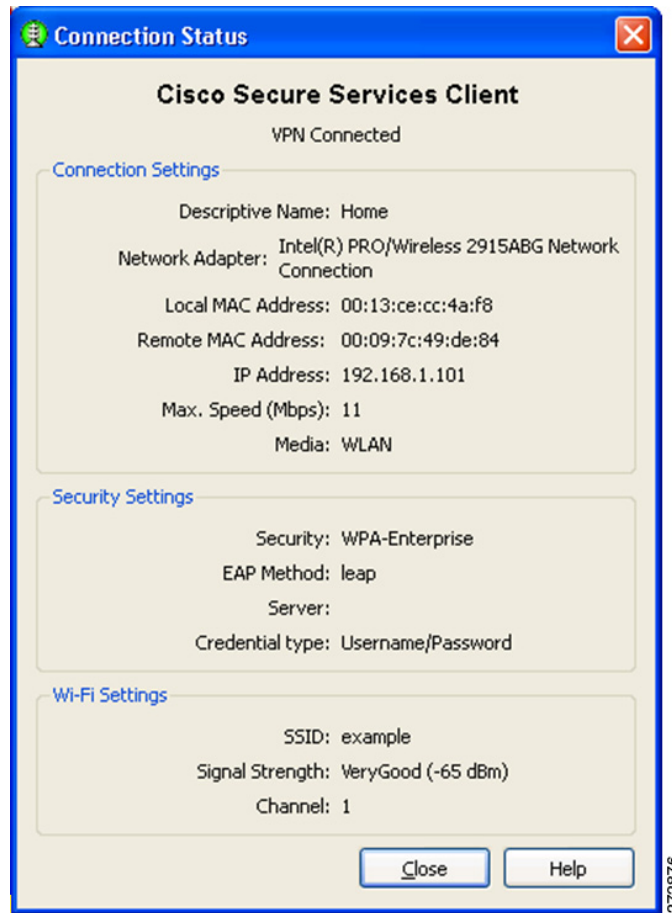 Connection Status
Cisco Secure Services Client
VPN Connected
Connection Settings
Descriptive Name: Home
Network Adapter: Intel(R) PRO/Wireless 2915ABG Network
Connection
Local MAC Address: 00:13:ce:cc:4a:f8
Remote MAC Address: 00:09:7c:49:de:84
IP Address: 192.168.1.101
Max. Speed (Mbps): 11
Media: WLAN
Security Settings
Security: WPA-Enterprise
EAP Method: leap
Server:
Credential type: Username/Password
Wi-Fi Settings
SSID: example
Signal Strength: VeryGood (-65 dBm)
Channel: 1
Close Help